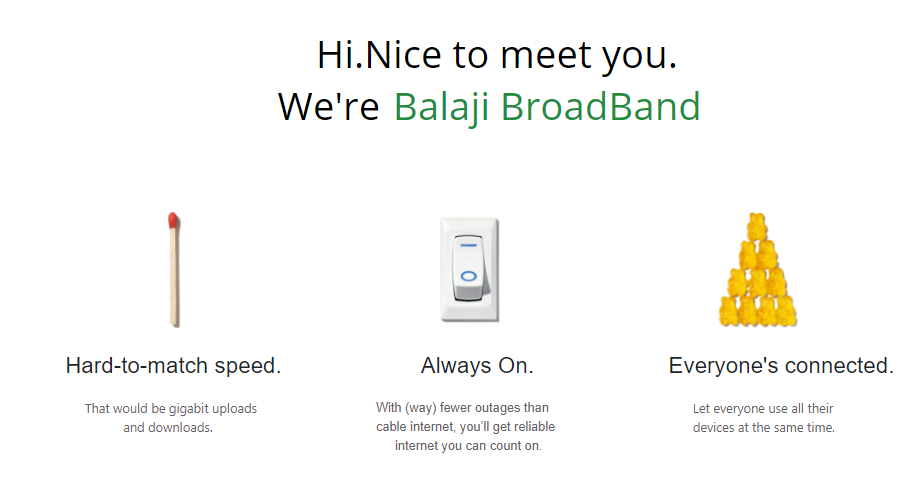 Hi.Nice to meet you.
We're Balaji BroadBand
Hard-to-match speed.
That would be gigabit uploads
and downloads.
Always On.
With (way) fewer outages than
cable internet, you'll get reliable
internet you can count on.
Everyone's connected.
Let everyone use all their
devices at the same time.